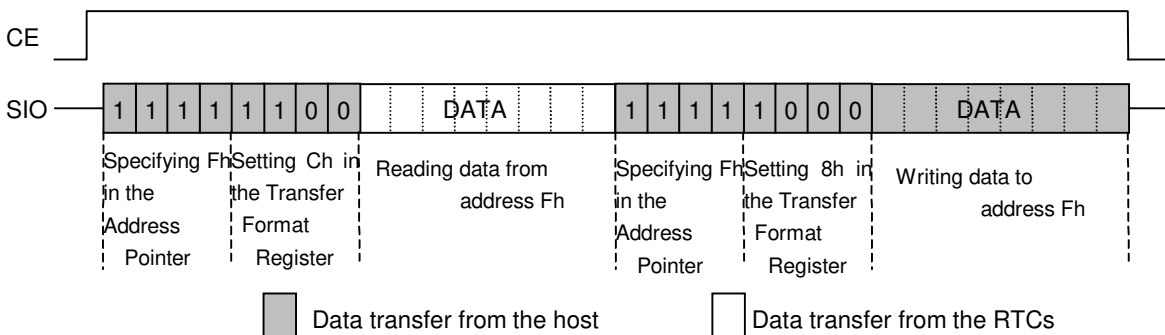 CE
SIO
1 1 1 1 1 1 0 0 DATA 1 1 1 1 1 0 0 0 DATA
Specifying Fh
in the
Address
Pointer
Setting Ch in
the Transfer
Format
Register
Reading data from
address Fh
Specifying Fh
in the
Address
Pointer
Setting 8h in
the Transfer
Format
Register
Writing data to
address Fh
Data transfer from the host
Data transfer from the RTCs